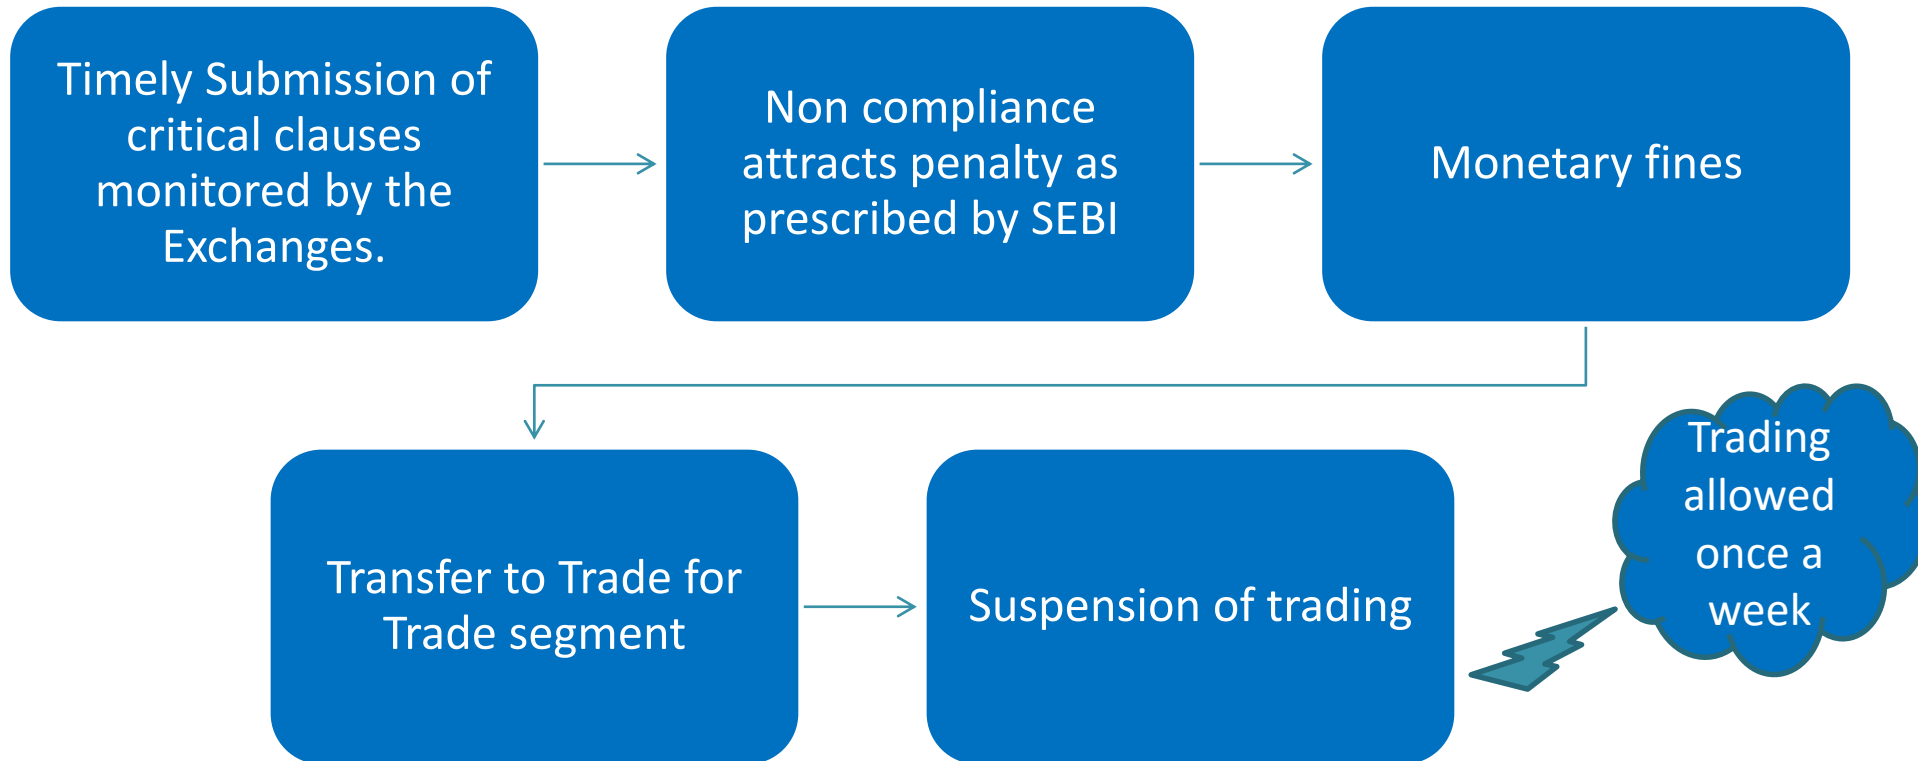 Timely Submission of
critical clauses
monitored by the
Exchanges.
Non compliance
attracts penalty as
prescribed by SEBI
Monetary fines
Transfer to Trade for
Trade segment
Suspension of trading
Trading
allowed
once a
week